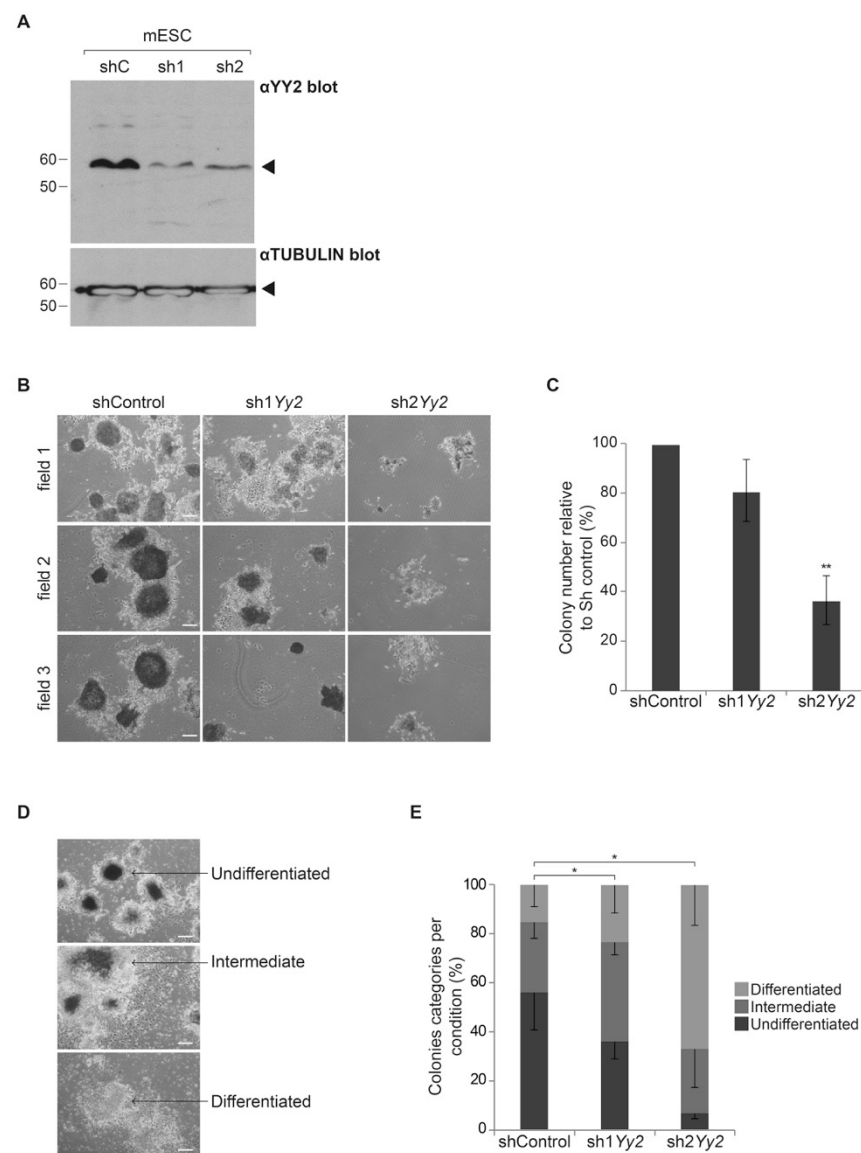 A
mESC
shC sh1 sh2
αYY2 blot
60
50
αTUBULIN blot
60
50
B
shControl sh1Yy2 sh2Yy2
field 1
field 2
field 3
C
Colony number relative
to Sh control (%)
100
80
60
40
20
0
**
shControl sh1Yy2 sh2Yy2
D
Undifferentiated
Intermediate
Differentiated
E
Colonies categories per
condition (%)
100
80
60
40
20
0
*
*
shControl sh1Yy2 sh2Yy2
Differentiated
Intermediate
Undifferentiated